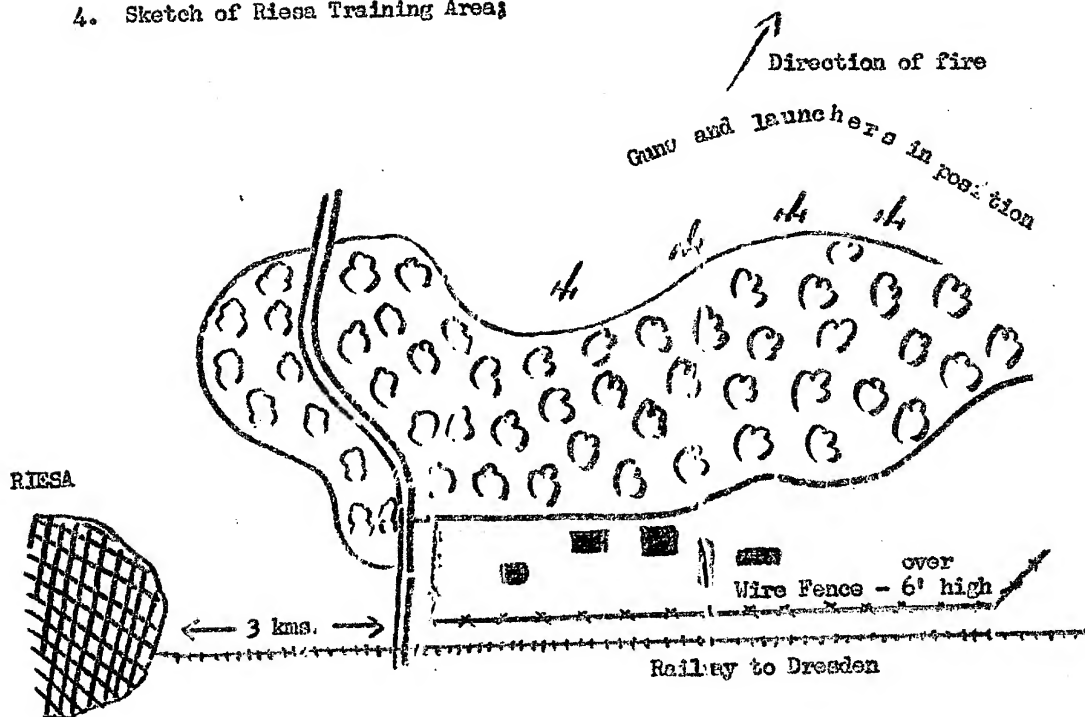 4. Sketch of Riesa Training Area;
Direction of fire
Guns and launchers in position
RIESA
over
Wire Fence - 6' high
3 kms.
Railway to Dresden